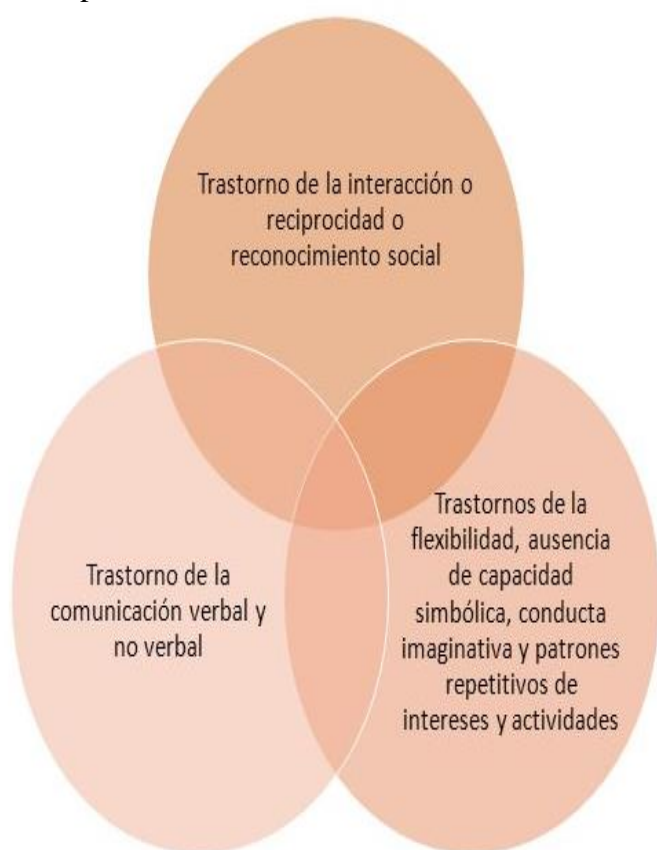 Trastorno de la interacción o
reciprocidad o
reconocimiento social
Trastorno de la
comunicación verbal y
no verbal
Trastornos de la
flexibilidad, ausencia
de capacidad
simbólica, conducta
imaginativa y patrones
repetitivos de
intereses y actividades